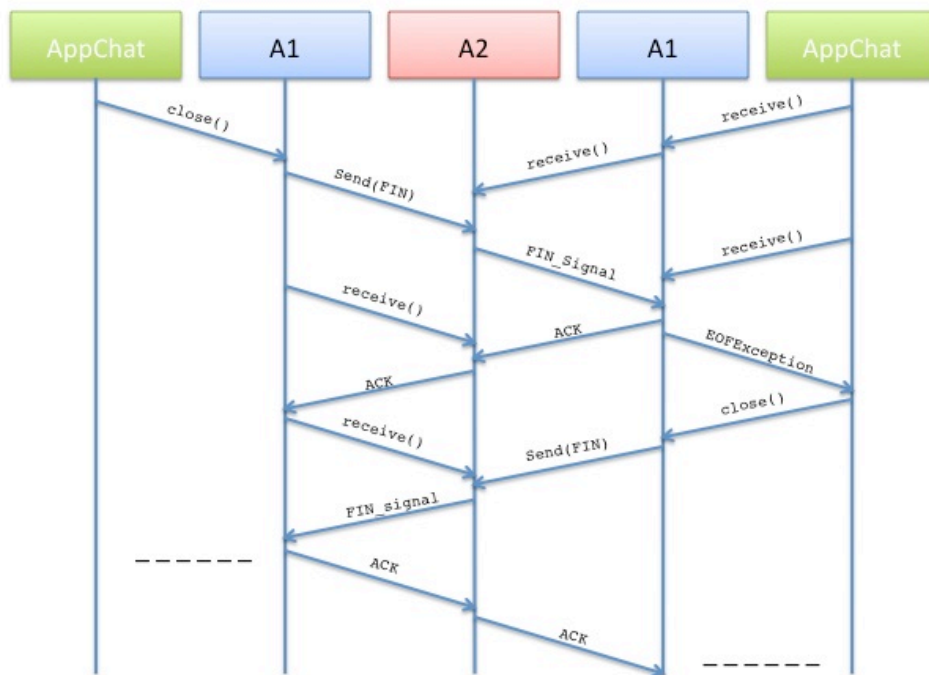 AppChat
A1
A2
A1
AppChat
close()
receive()
receive()
Send(FIN)
receive()
FIN_Signal
receive()
ACK
EOFException
ACK
close()
receive()
Send(FIN)
FIN_signal
ACK
ACK